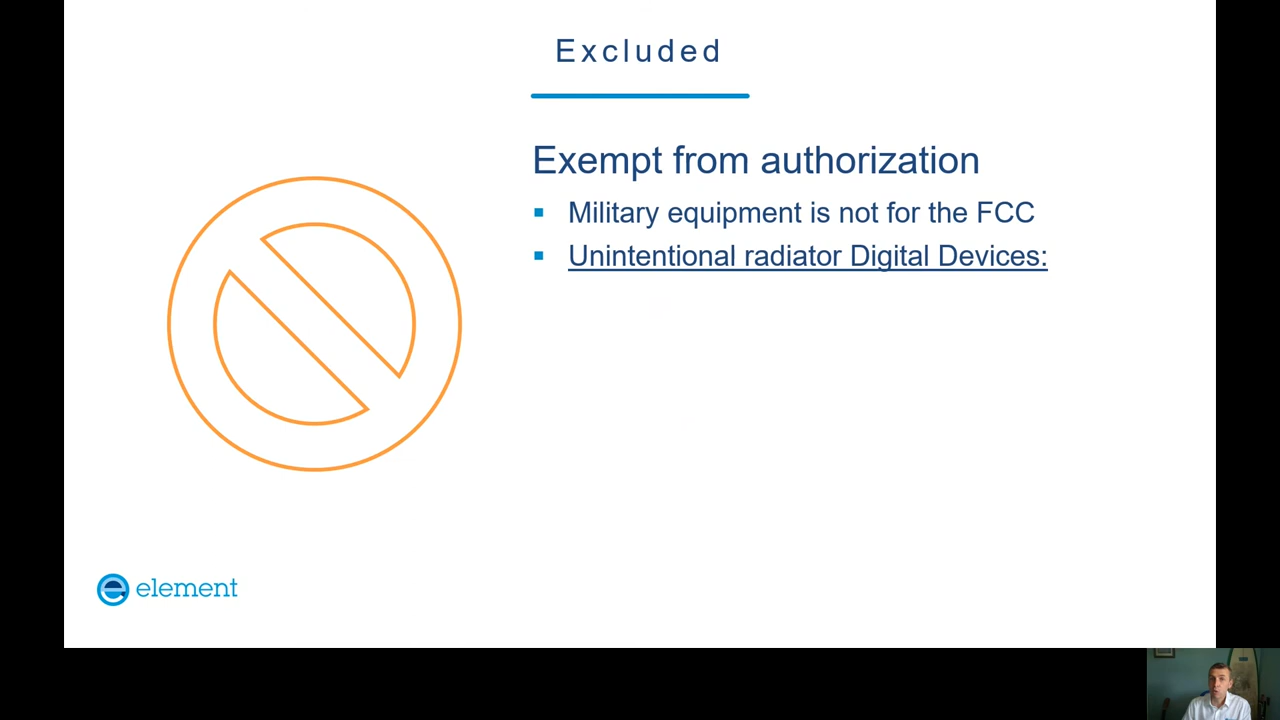 Excluded
Exempt from authorization
Military equipment is not for the FCC
Unintentional radiator Digital Devices:
element